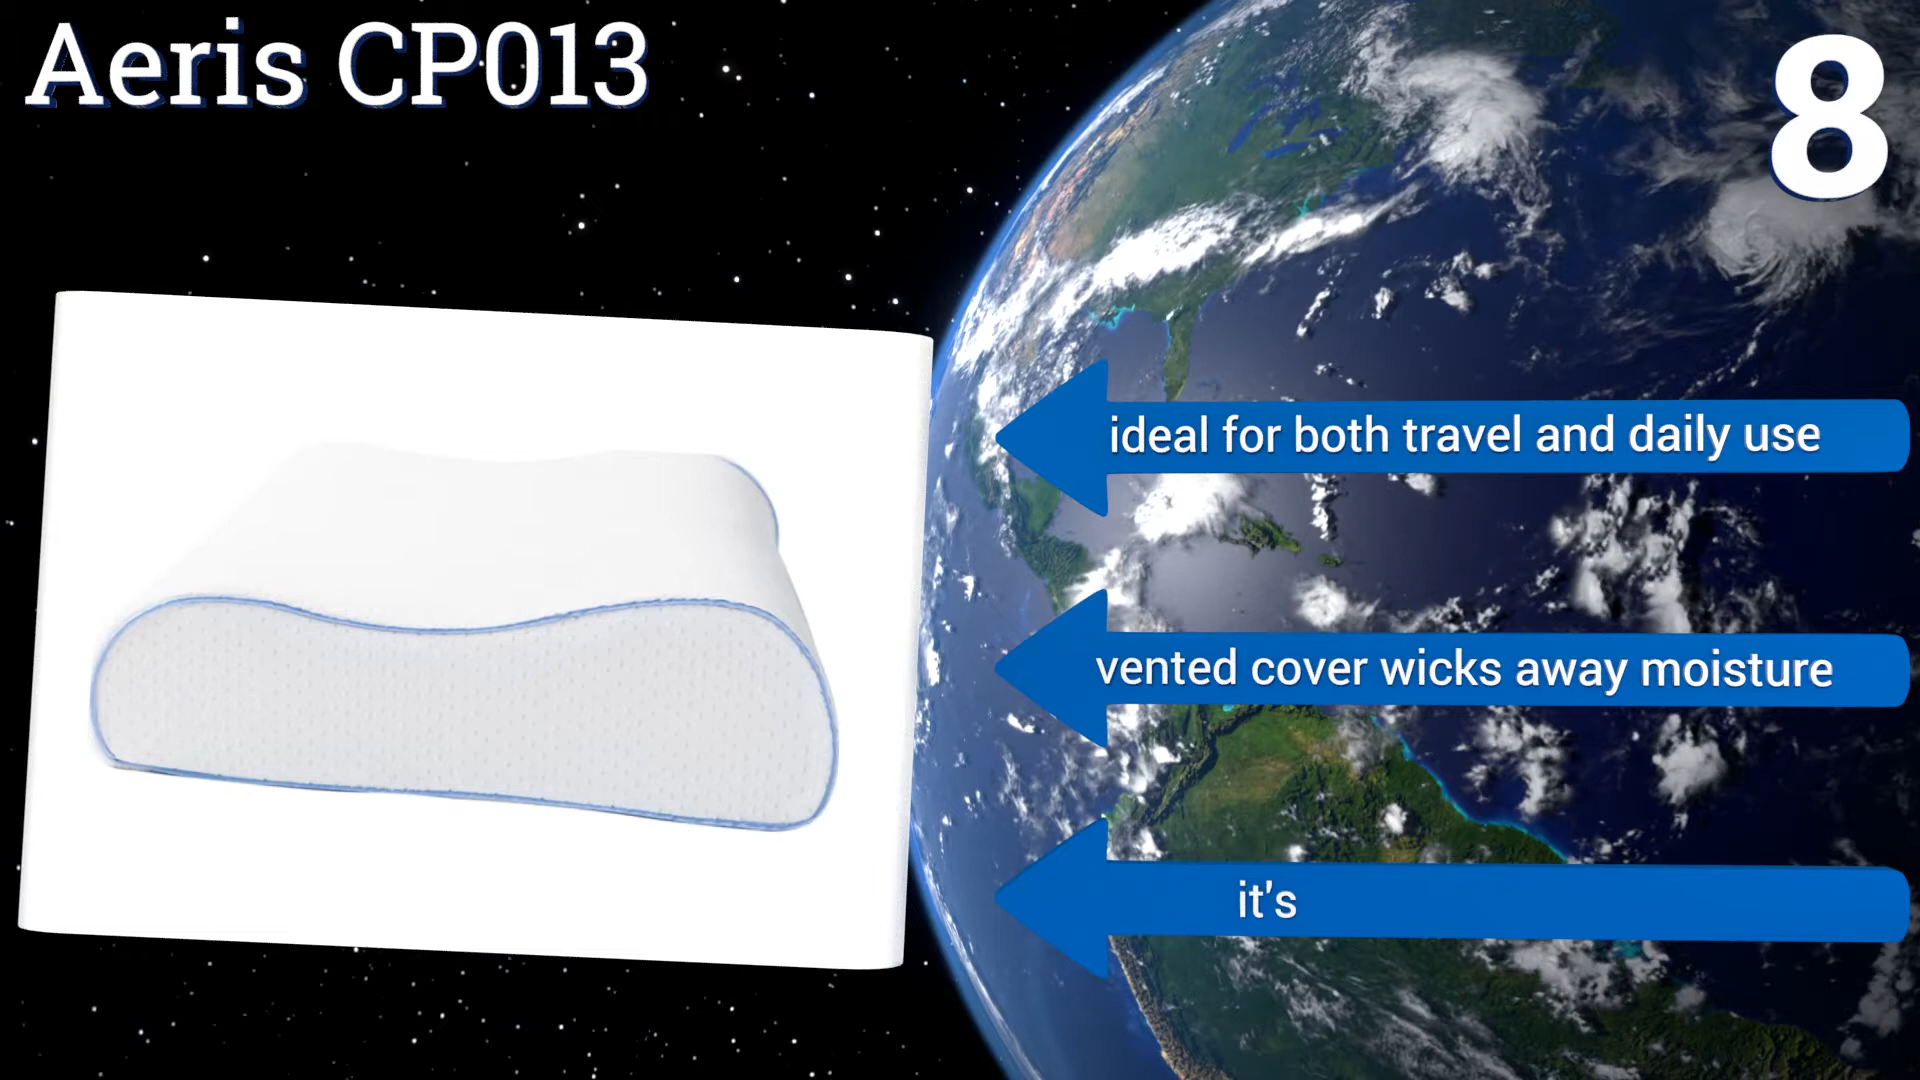 Aeris CP013
8
ideal for both travel and daily use
vented cover wicks away moisture
it's